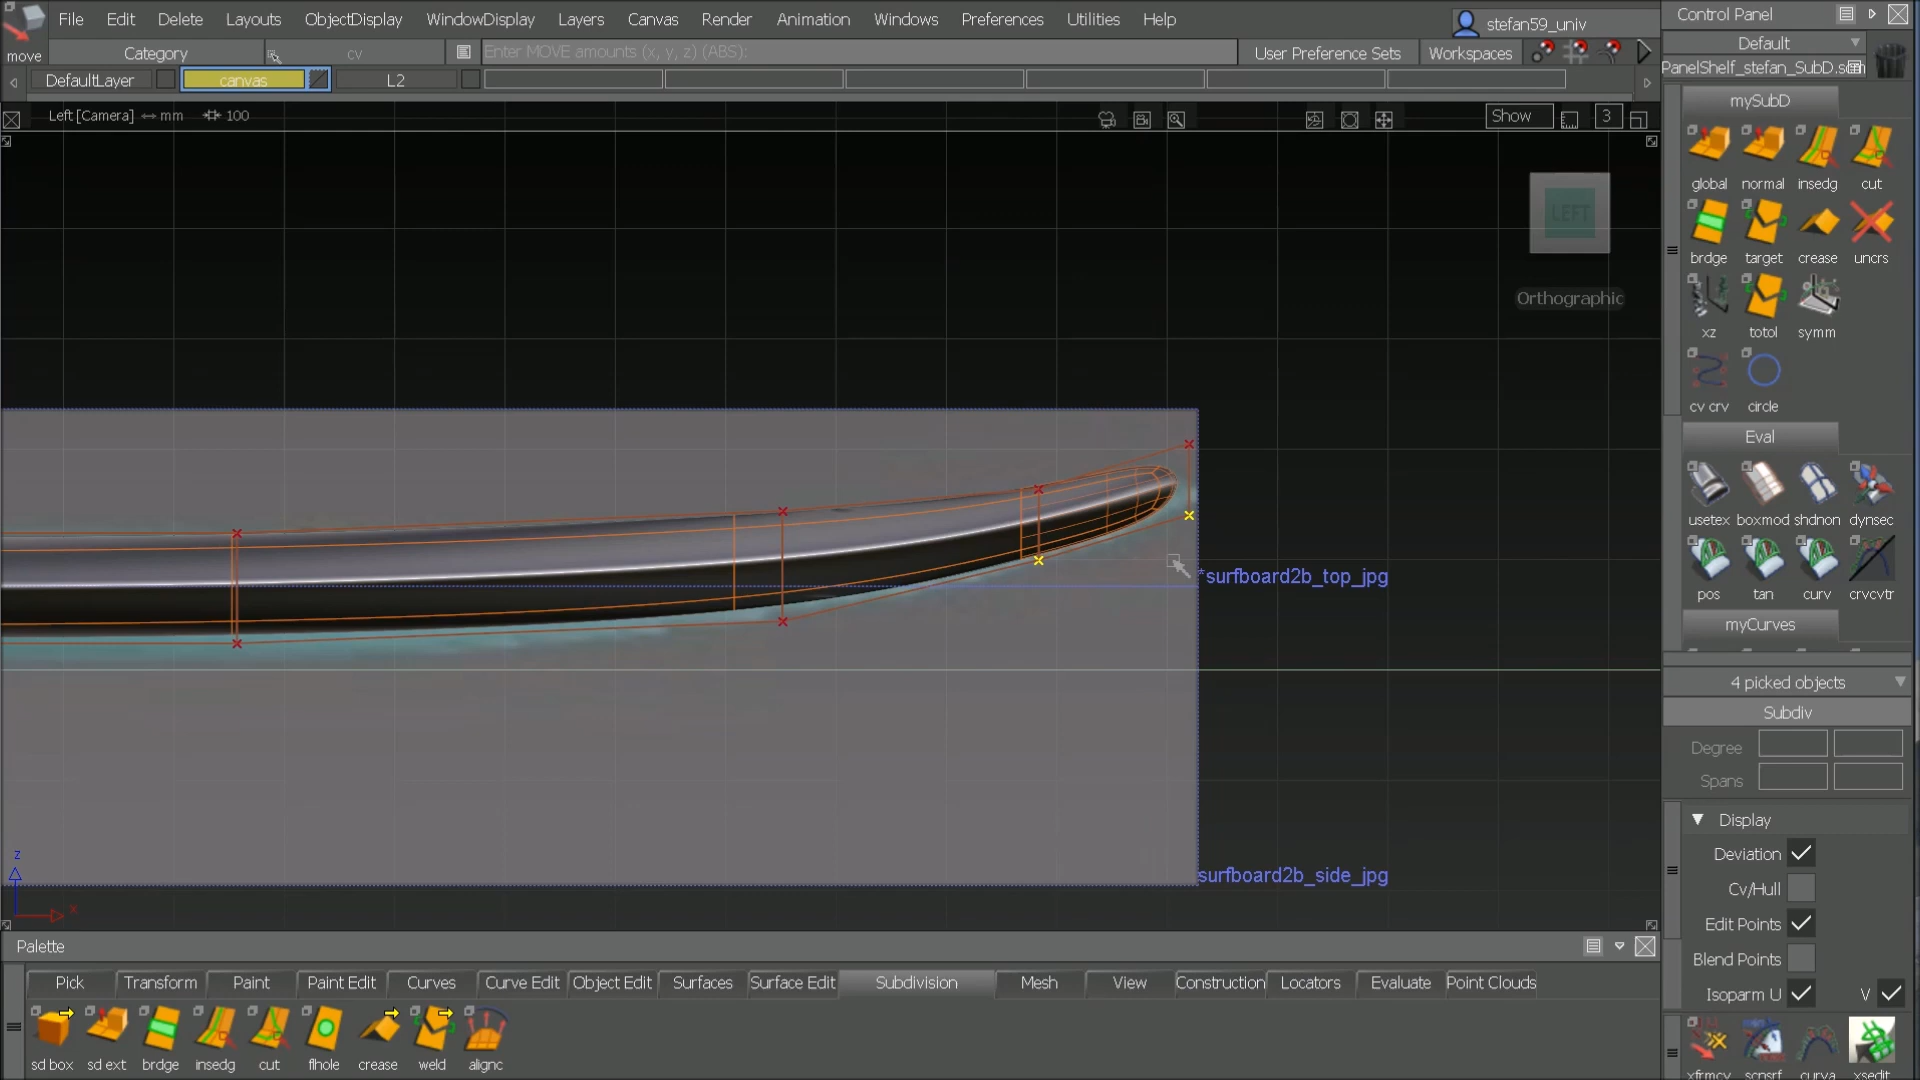 File Edit Delete Layouts ObjectDisplay WindowDisplay Layers Canvas Render Animation Windows Preferences Utilities Help
stefan59_univ
Control Panel
move
Category
cv
Enter MOVE amounts (x, y, z) (ABS):
User Preference Sets
Workspaces
Default
PanelShelf_stefan_SubD.scm
DefaultLayer
canvas
L2
Left [Camera] mm 100
Show
3
mySubD
LEFT
Orthographic
global normal insedg cut
brdge target crease uncrs
xz totol symm
cv crv circle
Eval
usetex boxmod shdnon dynsec
pos tan curv crvcvtr
myCurves
*surfboard2b_top_jpg
surfboard2b_side_jpg
z
x
4 picked objects
Subdiv
Degree
Spans
Display
Deviation
Cv/Hull
Edit Points
Blend Points
Isoparm U V
Palette
Pick Transform Paint Paint Edit Curves Curve Edit Object Edit Surfaces Surface Edit Subdivision Mesh View Construction Locators Evaluate Point Clouds
sd box sd ext brdge insedg cut flhole crease weld alignc
xfrmcv scnsrf curva xsedit